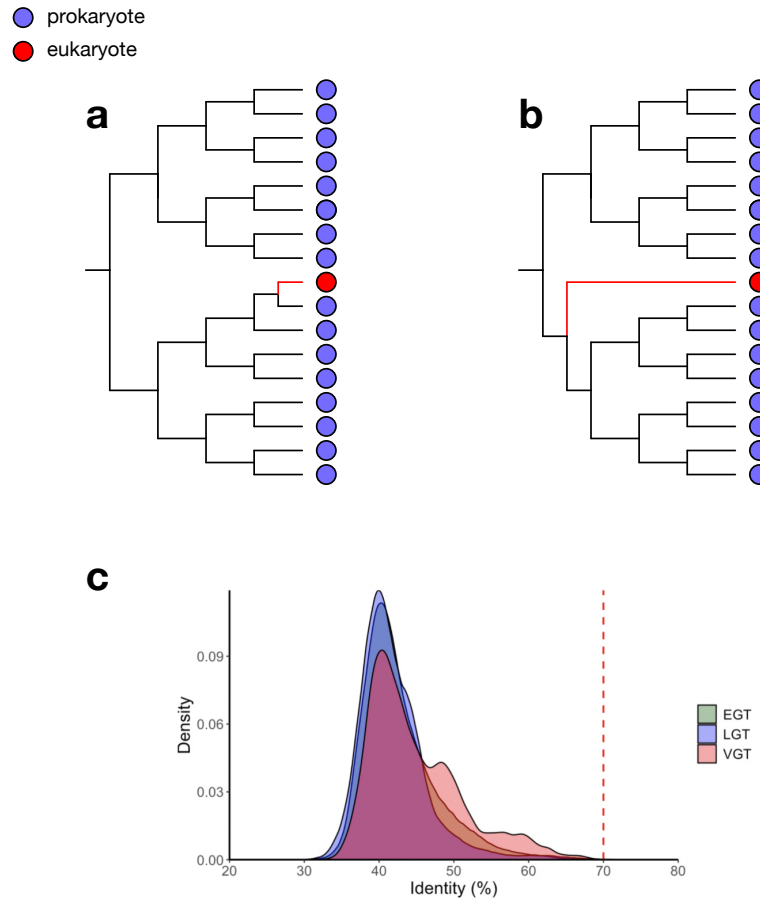 prokaryote
eukaryote
a
b
c
Density
0.09
0.06
0.03
0.00
20 30 40 50 60 70 80
Identity (%)
EGT
LGT
VGT